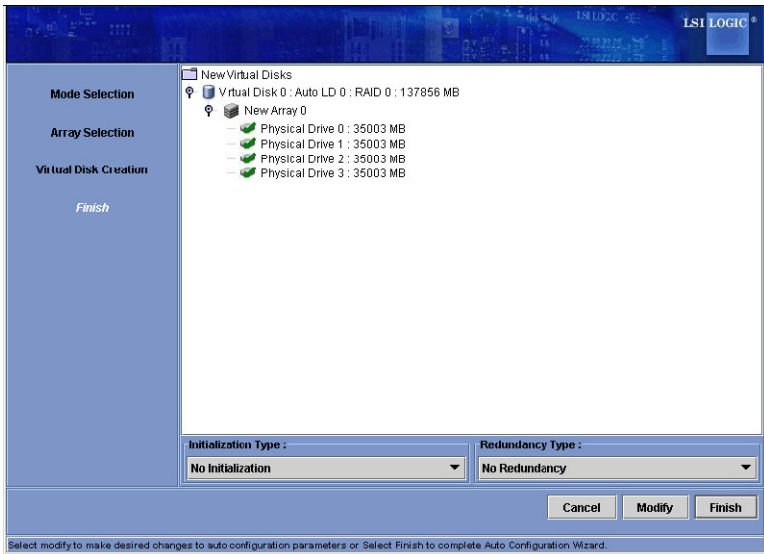 LSI LOGIC
LSI LOGIC ®
Mode Selection
Array Selection
Virtual Disk Creation
Finish
New Virtual Disks
Virtual Disk 0 : Auto LD 0 : RAID 0 : 137856 MB
New Array 0
Physical Drive 0 : 35003 MB
Physical Drive 1 : 35003 MB
Physical Drive 2 : 35003 MB
Physical Drive 3 : 35003 MB
Initialization Type :
Redundancy Type :
No Initialization
No Redundancy
Cancel
Modify
Finish
Select modify to make desired changes to auto configuration parameters or Select Finish to complete Auto Configuration Wizard.